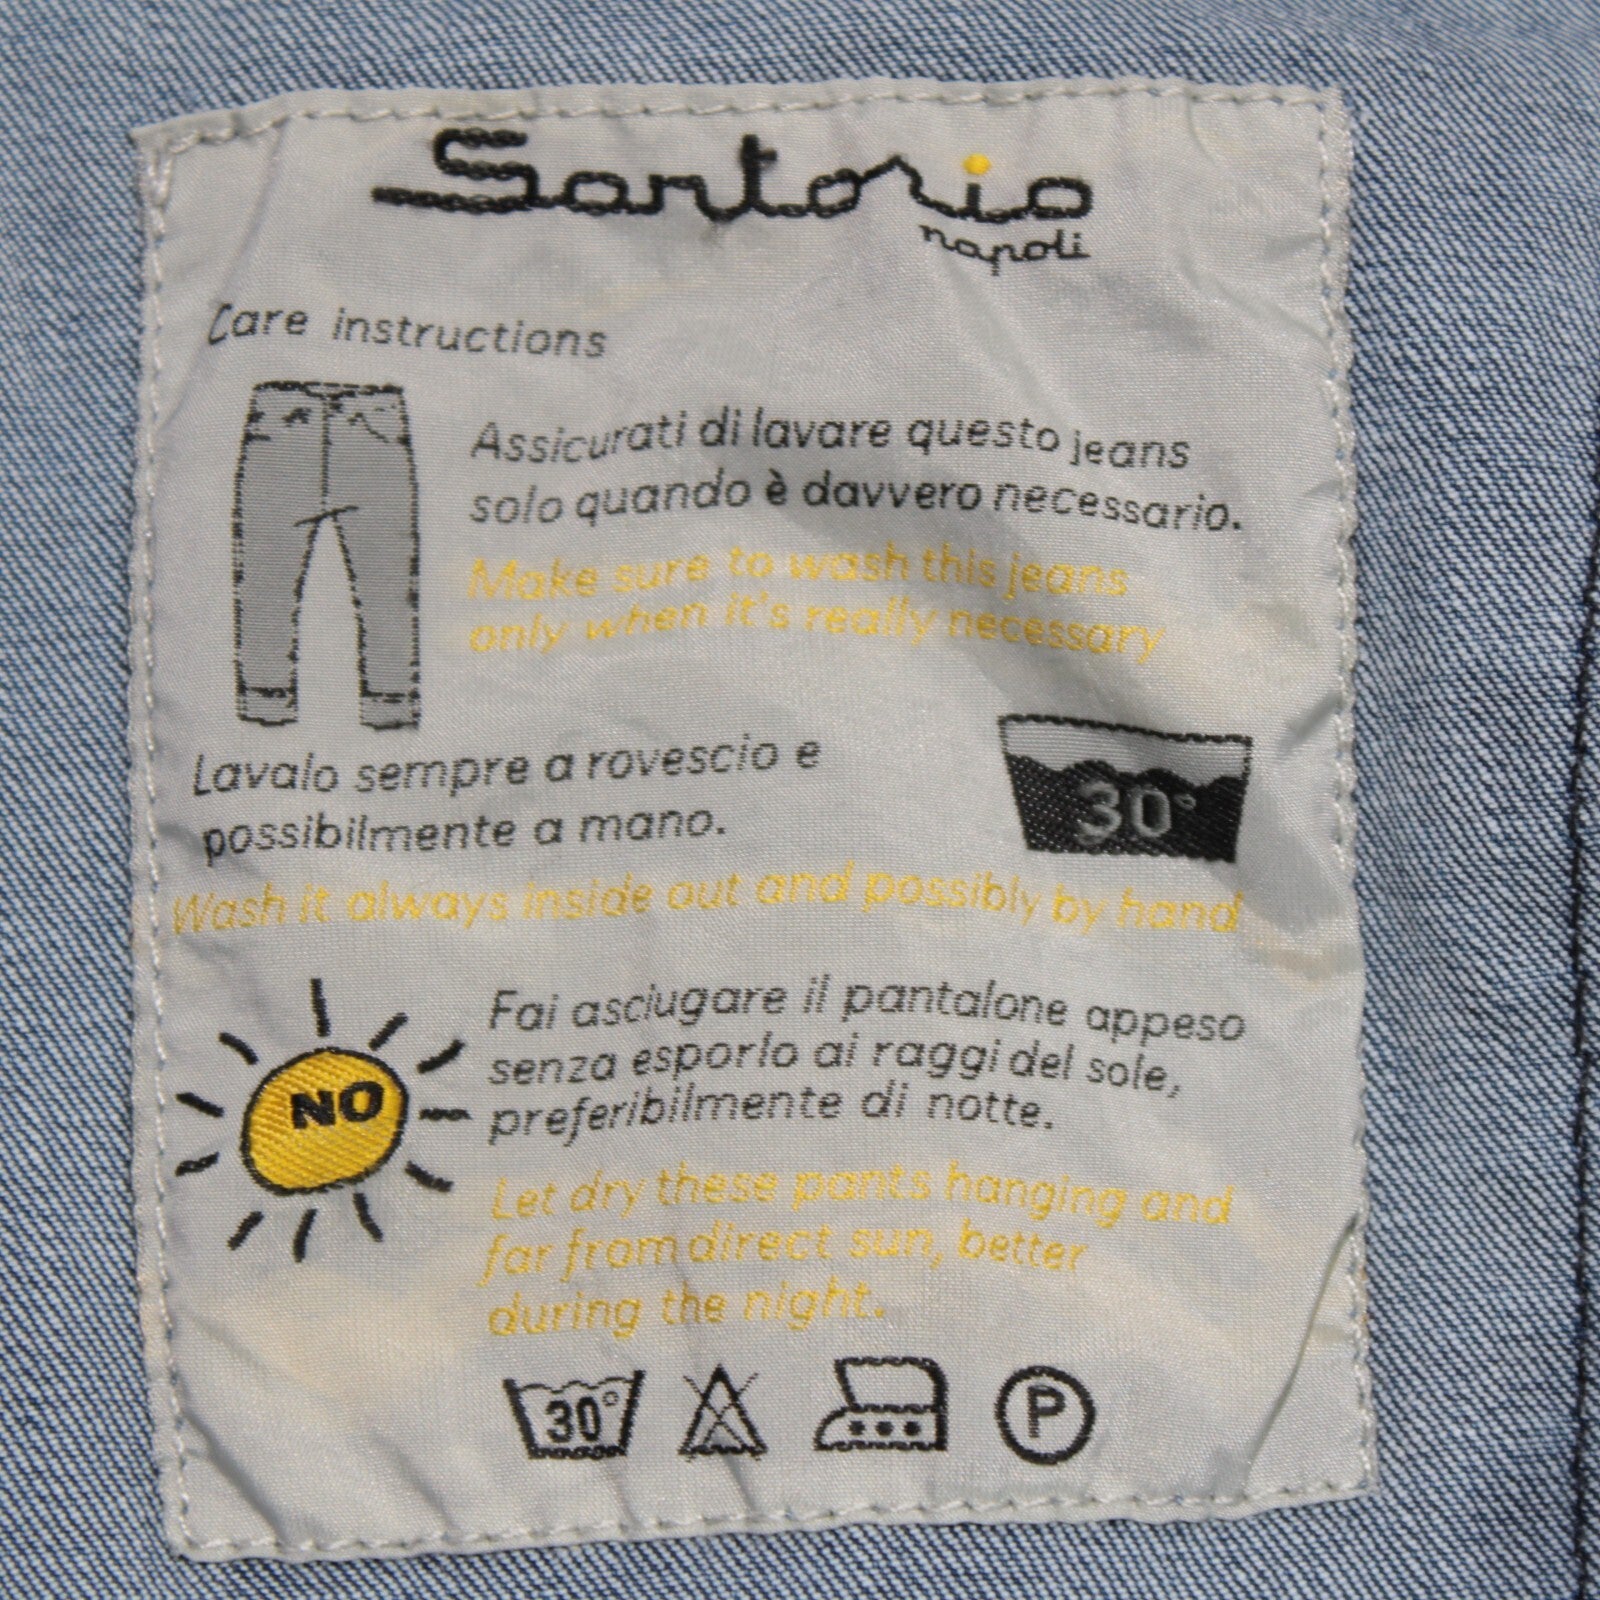 Sartorio
napoli
Care instructions
Assicurati di lavare questo jeans
solo quando è davvero necessario.
Make sure to wash this jeans
only when it's really necessary
Lavalo sempre a rovescio e
possibilmente a mano.
30°
Wash it always inside out and possibly by hand
NO
Fai asciugare il pantalone appeso
senza esporlo ai raggi del sole,
preferibilmente di notte.
Let dry these pants hanging and
far from direct sun, better
during the night.
30°
P